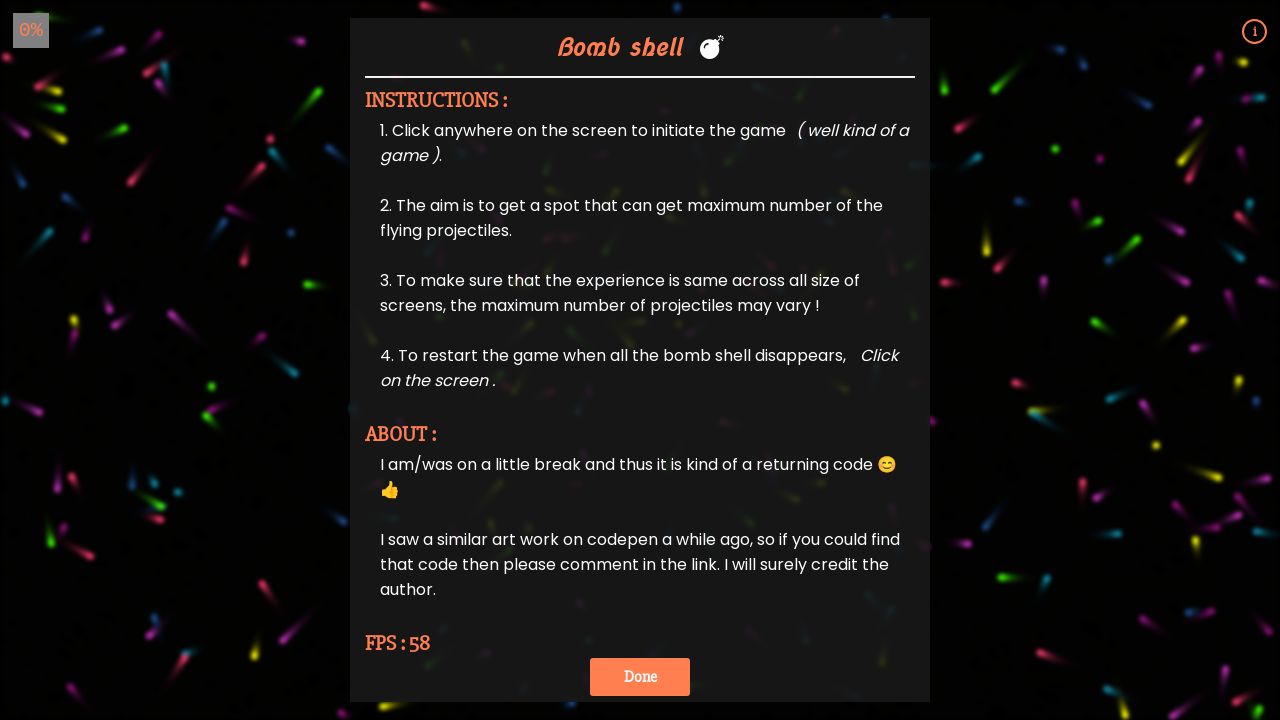 0%
i
Bomb shell 💣
INSTRUCTIONS :
1. Click anywhere on the screen to initiate the game ( well kind of a
game ).
2. The aim is to get a spot that can get maximum number of the
flying projectiles.
3. To make sure that the experience is same across all size of
screens, the maximum number of projectiles may vary !
4. To restart the game when all the bomb shell disappears, Click
on the screen .
ABOUT :
I am/was on a little break and thus it is kind of a returning code 😊
👍
I saw a similar art work on codepen a while ago, so if you could find
that code then please comment in the link. I will surely credit the
author.
FPS : 58
Done